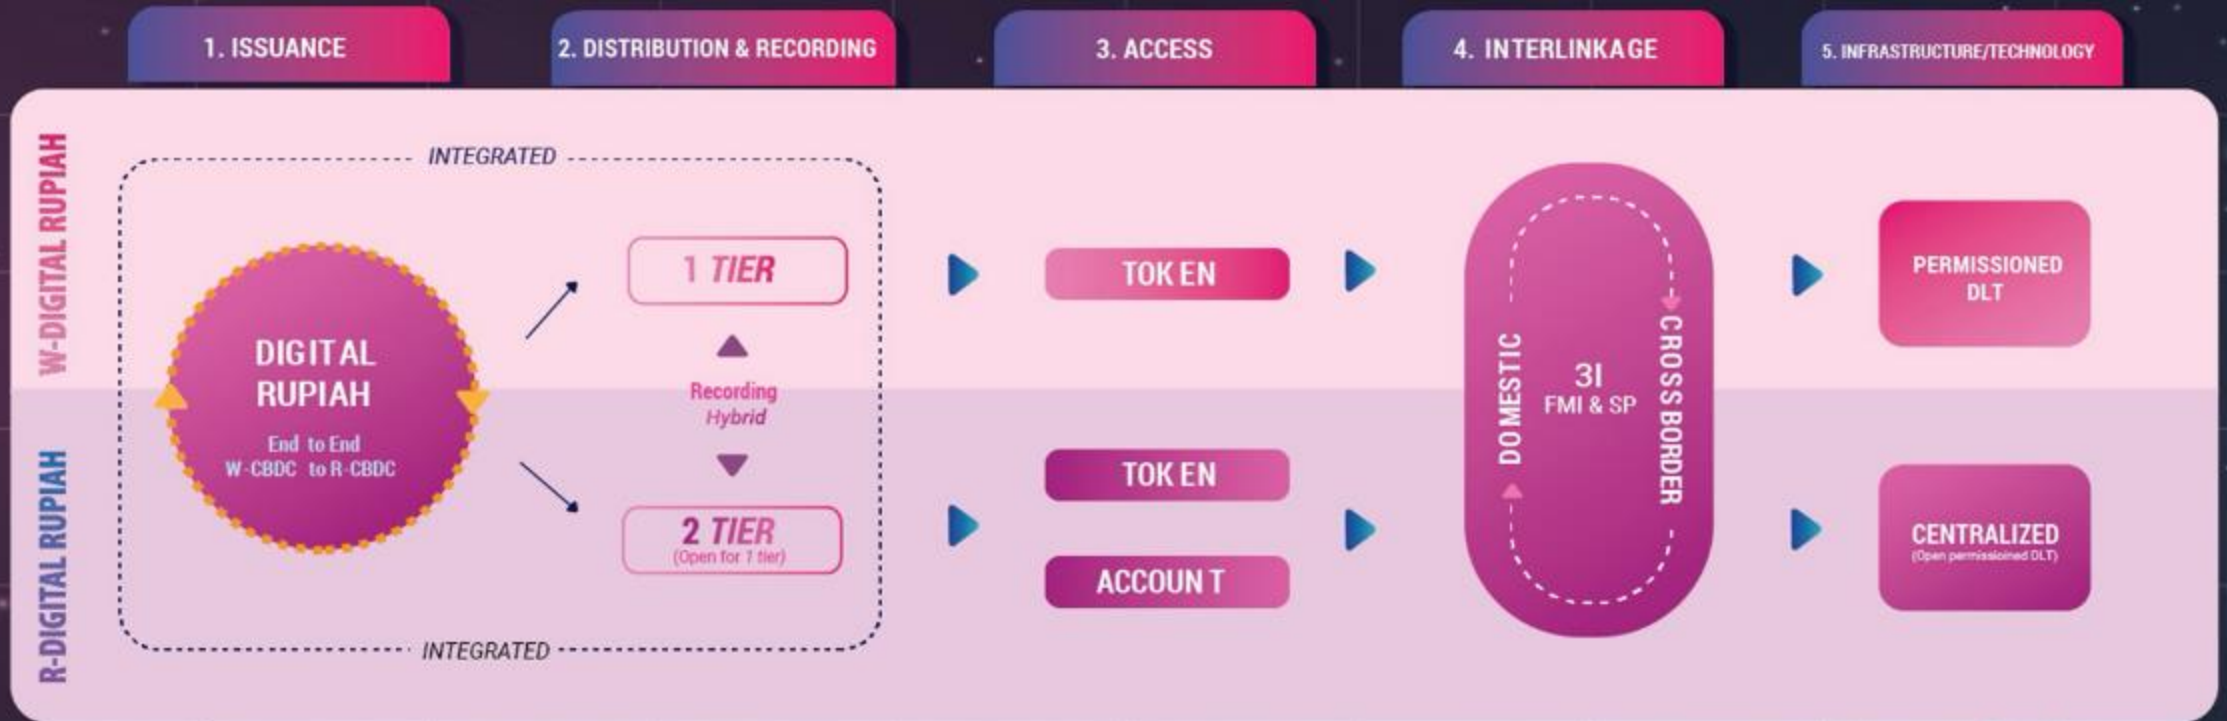 1. ISSUANCE
2. DISTRIBUTION & RECORDING
3. ACCESS
4. INTERLINKAGE
5. INFRASTRUCTURE/TECHNOLOGY
W-DIGITAL RUPIAH
R-DIGITAL RUPIAH
INTEGRATED
DIGITAL
RUPIAH
End to End
W-CBDC to R-CBDC
1 TIER
Recording
Hybrid
2 TIER
(Open for 1 tier)
INTEGRATED
TOKEN
TOKEN
ACCOUNT
DOMESTIC
3I
FMI & SP
CROSS BORDER
PERMISSIONED
DLT
CENTRALIZED
(Open permissioined DLT)